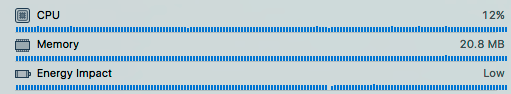 CPU 12%
Memory 20.8 MB
Energy Impact Low